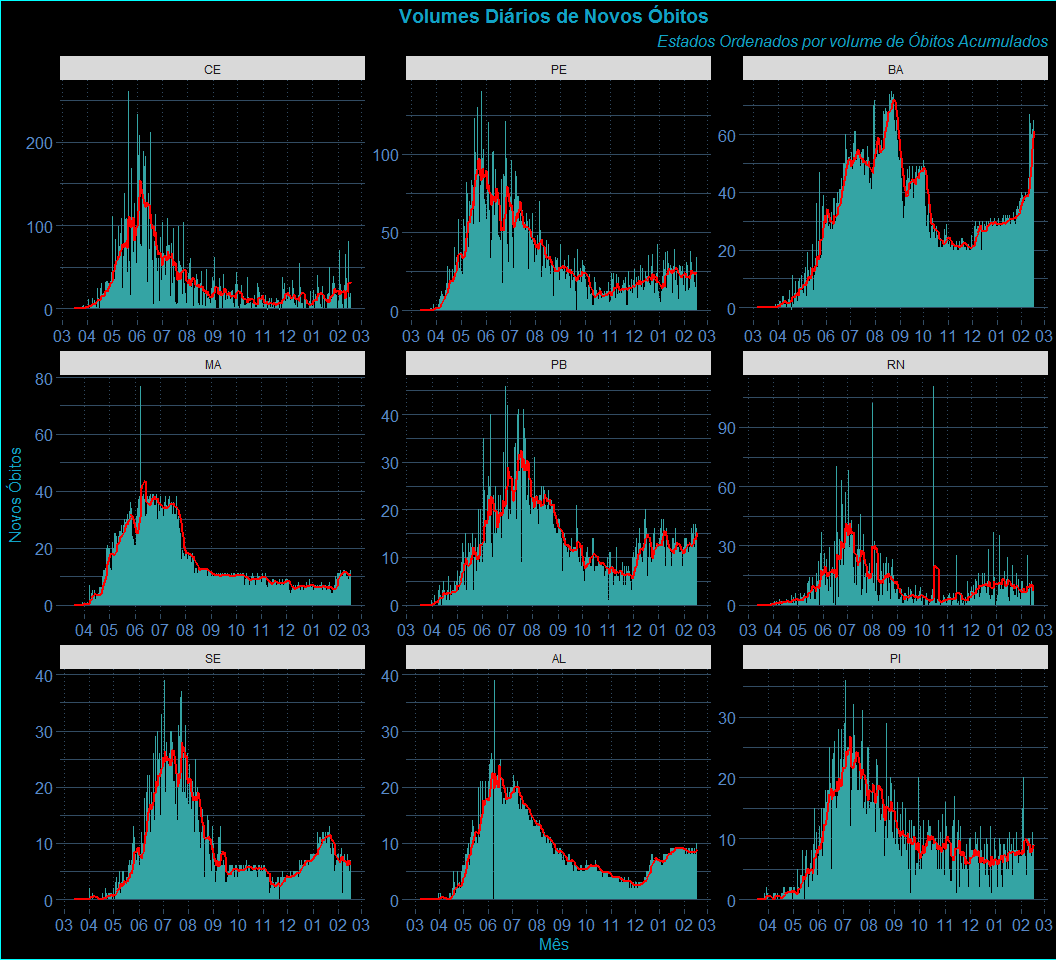 Volumes Diários de Novos Óbitos
Estados Ordenados por volume de Óbitos Acumulados
CE
PE
BA
200
100
0
100
50
0
60
40
20
0
03 04 05 06 07 08 09 10 11 12 01 02 03
03 04 05 06 07 08 09 10 11 12 01 02 03
03 04 05 06 07 08 09 10 11 12 01 02 03
MA
PB
RN
80
60
40
20
0
40
30
20
10
0
90
60
30
0
04 05 06 07 08 09 10 11 12 01 02 03
03 04 05 06 07 08 09 10 11 12 01 02 03
03 04 05 06 07 08 09 10 11 12 01 02 03
SE
AL
PI
40
30
20
10
0
40
30
20
10
0
30
20
10
0
03 04 05 06 07 08 09 10 11 12 01 02 03
03 04 05 06 07 08 09 10 11 12 01 02 03
04 05 06 07 08 09 10 11 12 01 02 03
Novos Óbitos
Mês